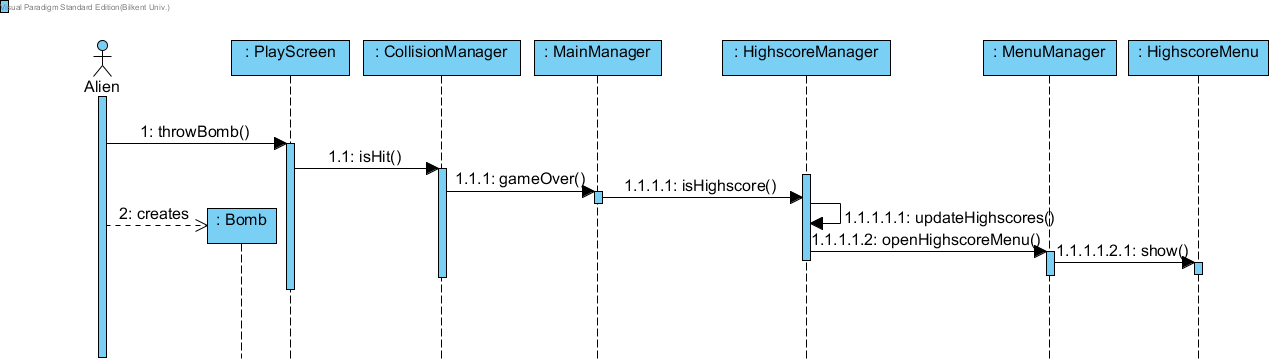 Visual Paradigm Standard Edition(Bilkent Univ.)
: PlayScreen
: CollisionManager
: MainManager
: HighscoreManager
: MenuManager
: HighscoreMenu
Alien
1: throwBomb()
1.1: isHit()
1.1.1: gameOver()
1.1.1.1: isHighscore()
2: creates
: Bomb
1.1.1.1.1: updateHighscores()
1.1.1.1.2: openHighscoreMenu()
1.1.1.1.2.1: show()